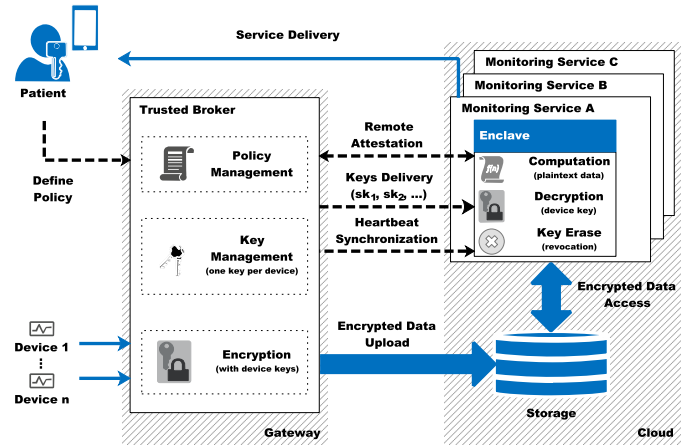 Service Delivery
Patient
Define
Policy
Device 1
Device n
Trusted Broker
Policy
Management
Key
Management
(one key per device)
Encryption
(with device keys)
Gateway
Remote
Attestation
Keys Delivery
(sk1, sk2, ...)
Heartbeat
Synchronization
Encrypted Data
Upload
Monitoring Service C
Monitoring Service B
Monitoring Service A
Enclave
f(n)
Computation
(plaintext data)
Decryption
(device key)
Key Erase
(revocation)
Encrypted Data
Access
Storage
Cloud